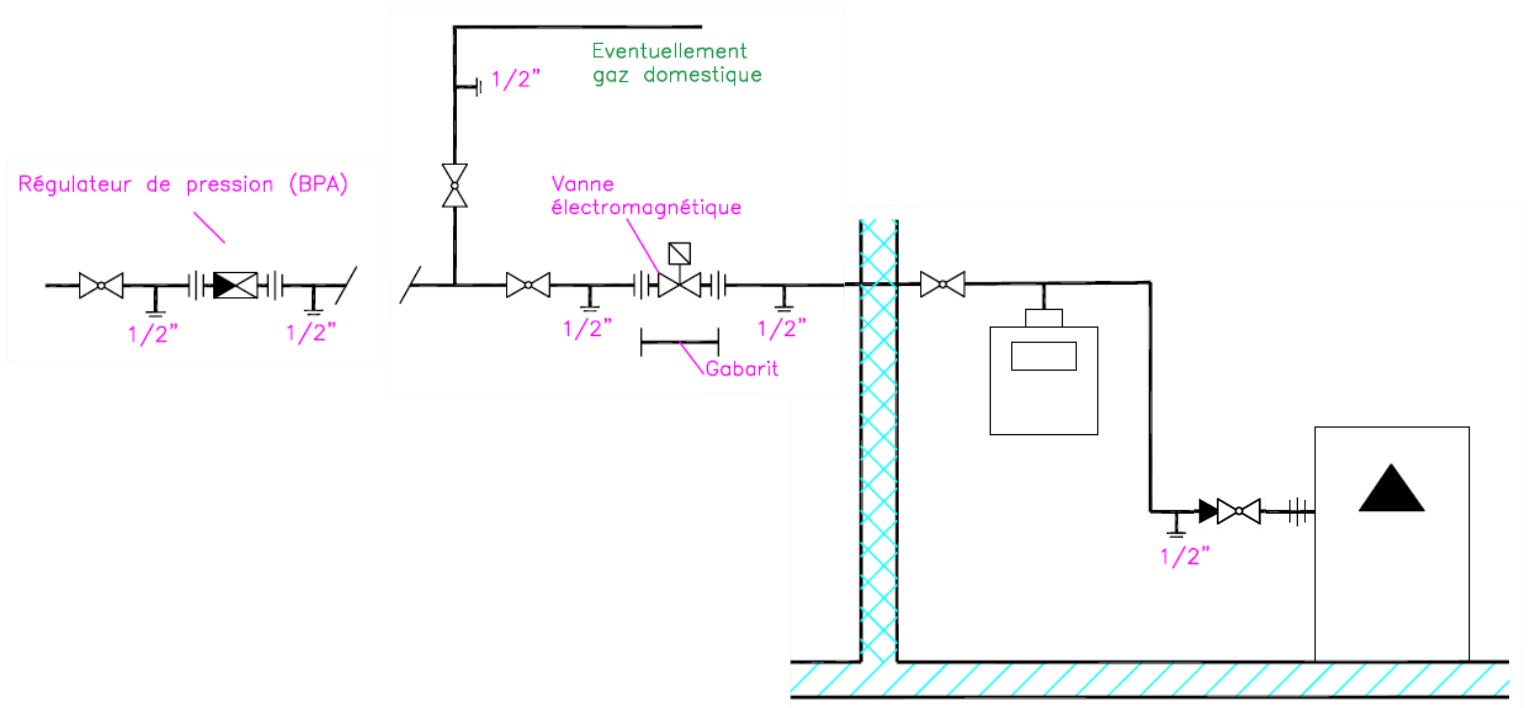 Eventuellement
gaz domestique
1/2"
Régulateur de pression (BPA)
Vanne
électromagnétique
1/2"
1/2"
1/2"
1/2"
Gabarit
1/2"